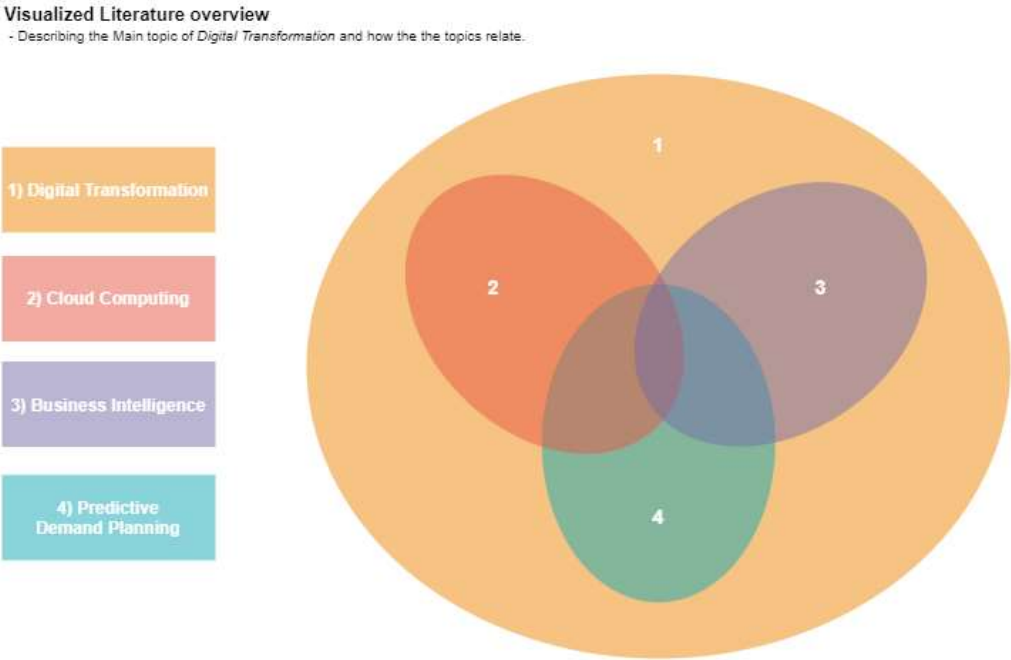 Visualized Literature overview
- Describing the Main topic of Digital Transformation and how the the topics relate.
1) Digital Transformation
2) Cloud Computing
3) Business Intelligence
4) Predictive
Demand Planning
1
2
3
4